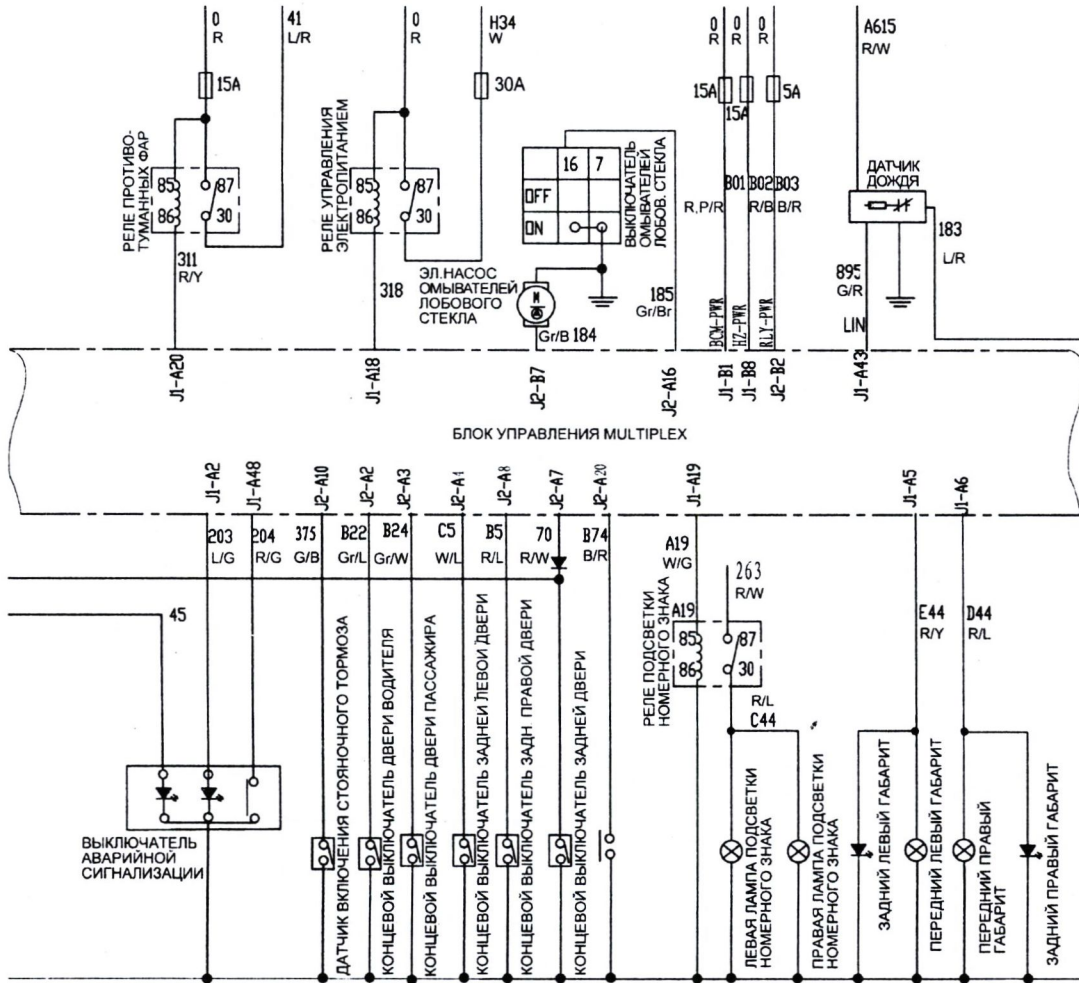 0
R
41
L/R
0
R
H34
W
0
R
0
R
0
R
A615
R/W
15A
30A
15A
15A
5A
РЕЛЕ ПРОТИВО-
ТУМАННЫХ ФАР
85
87
86
30
РЕЛЕ УПРАВЛЕНИЯ
ЭЛЕКТРОПИТАНИЕМ
85
87
86
30
16
7
OFF
ON
ВЫКЛЮЧАТЕЛЬ
ОМЫВАТЕЛЕЙ
ЛОБОВ. СТЕКЛА
B01
B02
B03
R,P/R
R/B
B/R
ДАТЧИК
ДОЖДЯ
183
L/R
311
R/Y
318
ЭЛ.НАСОС
ОМЫВАТЕЛЕЙ
ЛОБОВОГО
СТЕКЛА
M
Gr/B 184
185
Gr/Br
BCM-PWR
HZ-PWR
RLY-PWR
895
G/R
LIN
J1-A20
J1-A18
J2-B7
J2-A16
J1-B1
J1-B8
J2-B2
J1-A43
БЛОК УПРАВЛЕНИЯ MULTIPLEX
J1-A2
J1-A48
J2-A10
J2-A2
J2-A3
J2-A4
J2-A8
J2-A7
J2-A20
J1-A19
J1-A5
J1-A6
203
L/G
204
R/G
375
G/B
B22
Gr/L
B24
Gr/W
C5
W/L
B5
R/L
70
R/W
B74
B/R
A19
W/G
263
R/W
E44
R/Y
D44
R/L
45
A19
85
87
86
30
РЕЛЕ ПОДСВЕТКИ
НОМЕРНОГО ЗНАКА
R/L
C44
ВЫКЛЮЧАТЕЛЬ
АВАРИЙНОЙ
СИГНАЛИЗАЦИИ
ДАТЧИК ВКЛЮЧЕНИЯ СТОЯНОЧНОГО ТОРМОЗА
КОНЦЕВОЙ ВЫКЛЮЧАТЕЛЬ ДВЕРИ ВОДИТЕЛЯ
КОНЦЕВОЙ ВЫКЛЮЧАТЕЛЬ ДВЕРИ ПАССАЖИРА
КОНЦЕВОЙ ВЫКЛЮЧАТЕЛЬ ЗАДНЕЙ ЛЕВОЙ ДВЕРИ
КОНЦЕВОЙ ВЫКЛЮЧАТЕЛЬ ЗАДН. ПРАВОЙ ДВЕРИ
КОНЦЕВОЙ ВЫКЛЮЧАТЕЛЬ ЗАДНЕЙ ДВЕРИ
ЛЕВАЯ ЛАМПА ПОДСВЕТКИ
НОМЕРНОГО ЗНАКА
ПРАВАЯ ЛАМПА ПОДСВЕТКИ
НОМЕРНОГО ЗНАКА
ЗАДНИЙ ЛЕВЫЙ ГАБАРИТ
ПЕРЕДНИЙ ЛЕВЫЙ ГАБАРИТ
ПЕРЕДНИЙ ПРАВЫЙ
ГАБАРИТ
ЗАДНИЙ ПРАВЫЙ ГАБАРИТ